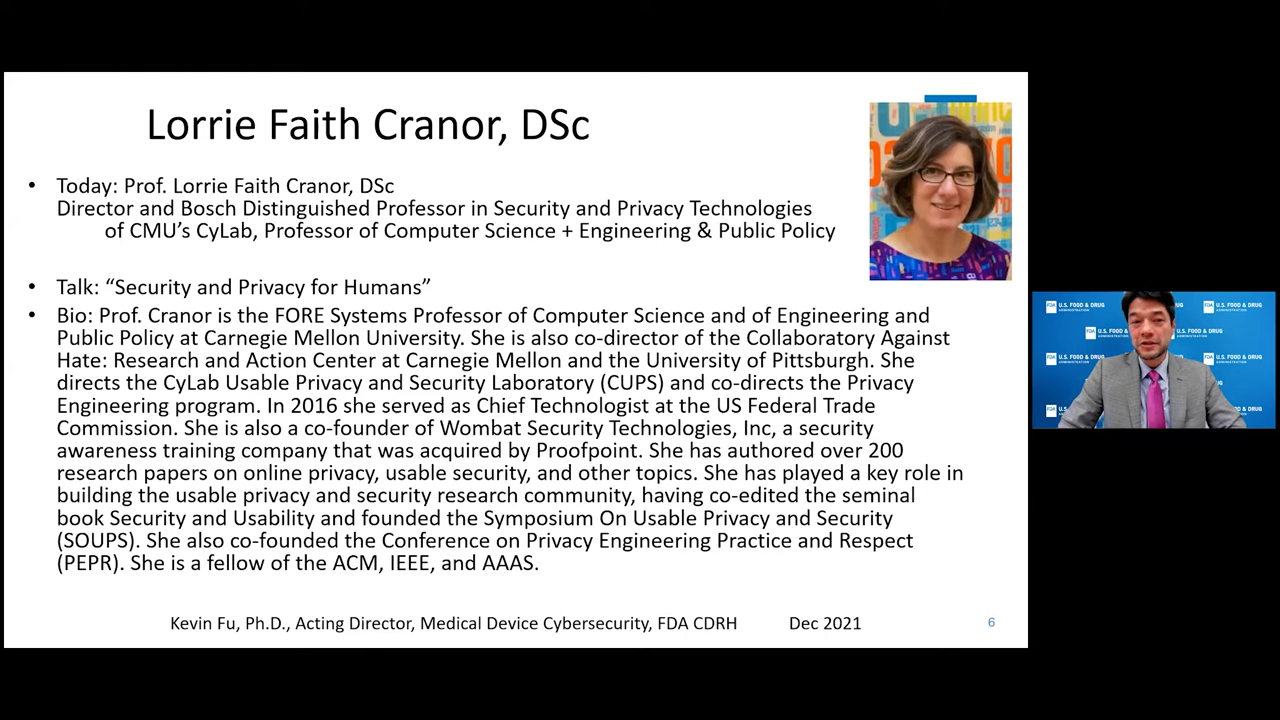 Lorrie Faith Cranor, DSc
• Today: Prof. Lorrie Faith Cranor, DSc
Director and Bosch Distinguished Professor in Security and Privacy Technologies
of CMU’s CyLab, Professor of Computer Science + Engineering & Public Policy
• Talk: “Security and Privacy for Humans”
• Bio: Prof. Cranor is the FORE Systems Professor of Computer Science and of Engineering and
Public Policy at Carnegie Mellon University. She is also co-director of the Collaboratory Against
Hate: Research and Action Center at Carnegie Mellon and the University of Pittsburgh. She
directs the CyLab Usable Privacy and Security Laboratory (CUPS) and co-directs the Privacy
Engineering program. In 2016 she served as Chief Technologist at the US Federal Trade
Commission. She is also a co-founder of Wombat Security Technologies, Inc, a security
awareness training company that was acquired by Proofpoint. She has authored over 200
research papers on online privacy, usable security, and other topics. She has played a key role in
building the usable privacy and security research community, having co-edited the seminal
book Security and Usability and founded the Symposium On Usable Privacy and Security
(SOUPS). She also co-founded the Conference on Privacy Engineering Practice and Respect
(PEPR). She is a fellow of the ACM, IEEE, and AAAS.
Kevin Fu, Ph.D., Acting Director, Medical Device Cybersecurity, FDA CDRH Dec 2021 6
FDA U.S. FOOD & DRUG
ADMINISTRATION